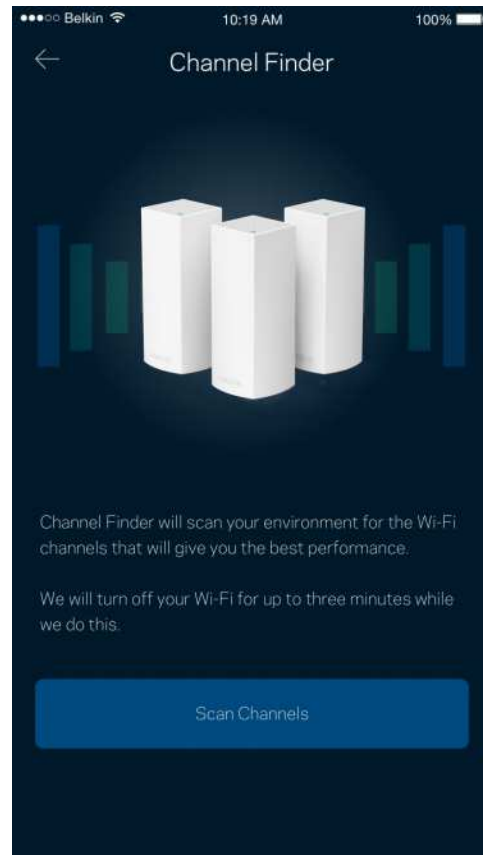 Belkin 10:19 AM 100%
Channel Finder
Channel Finder will scan your environment for the Wi-Fi
channels that will give you the best performance.
We will turn off your Wi-Fi for up to three minutes while
we do this.
Scan Channels